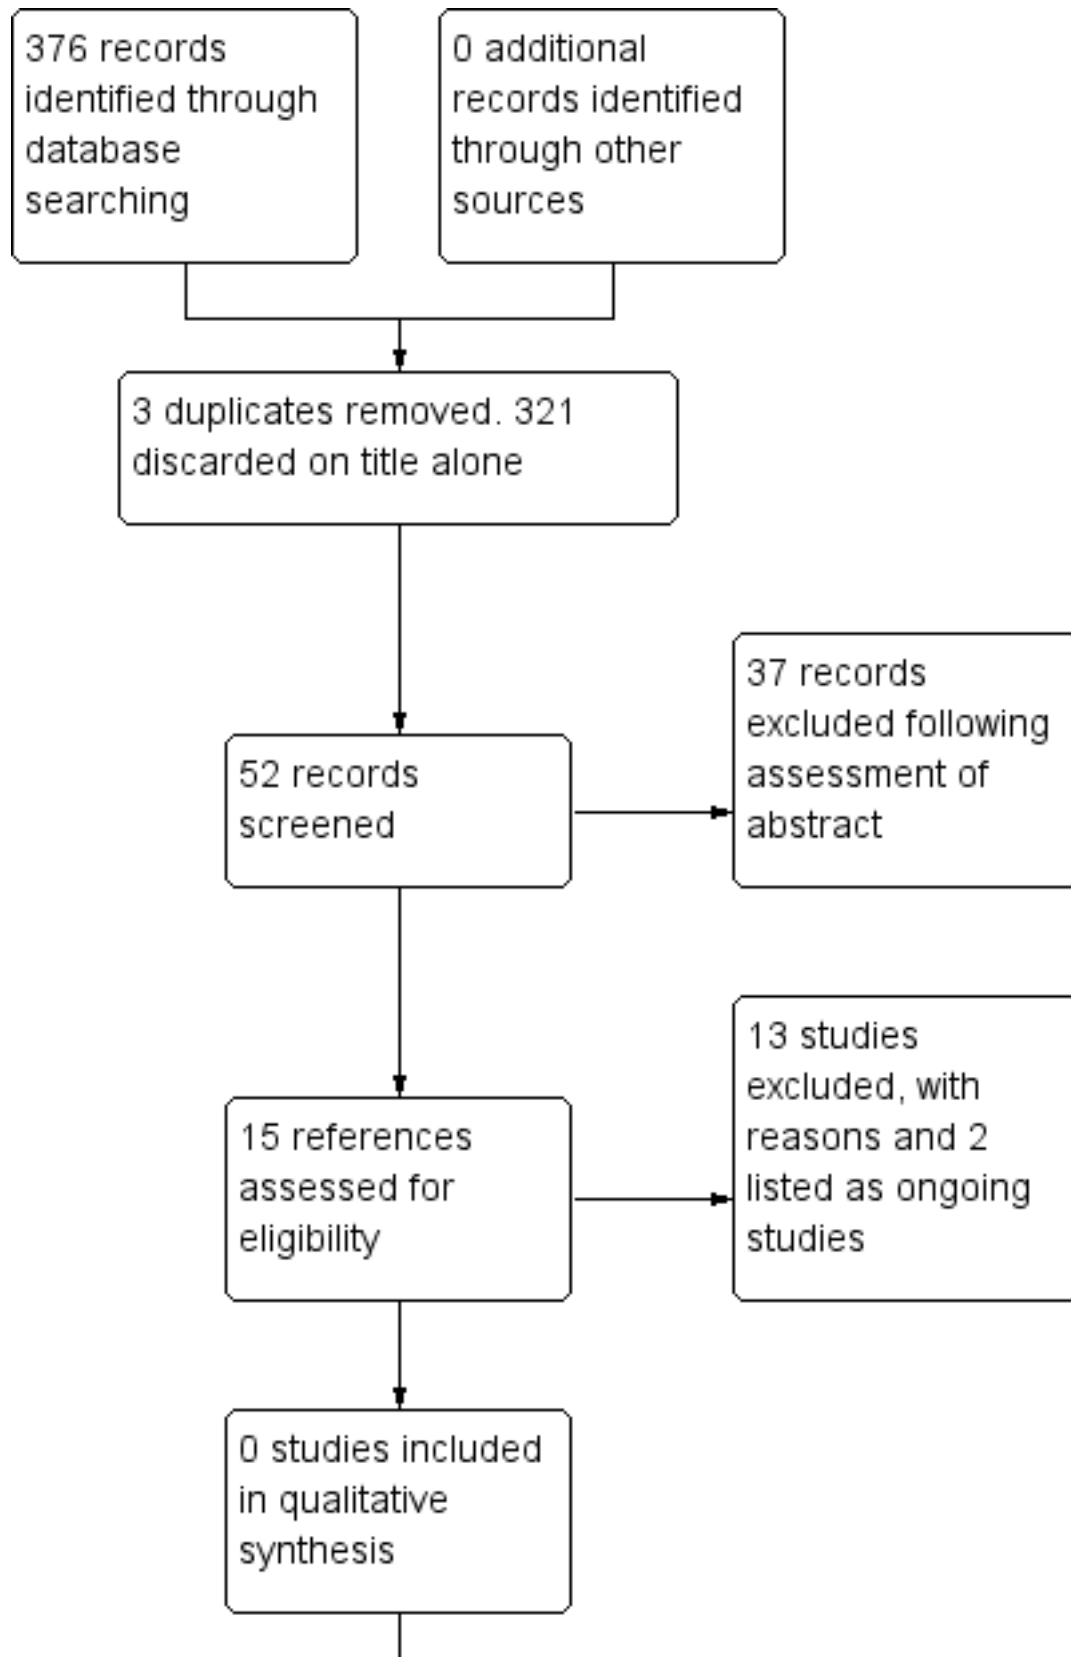 376 records
identified through
database
searching
0 additional
records identified
through other
sources
3 duplicates removed. 321
discarded on title alone
52 records
screened
37 records
excluded following
assessment of
abstract
15 references
assessed for
eligibility
13 studies
excluded, with
reasons and 2
listed as ongoing
studies
0 studies included
in qualitative
synthesis